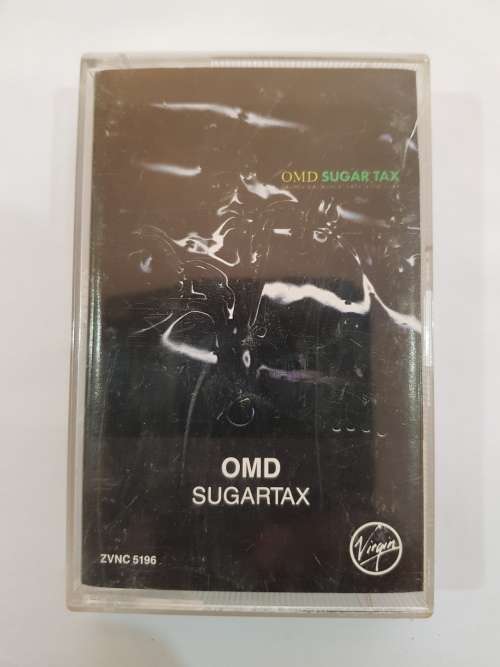 OMD SUGAR TAX
OMD
SUGARTAX
ZVNC 5196
Virgin